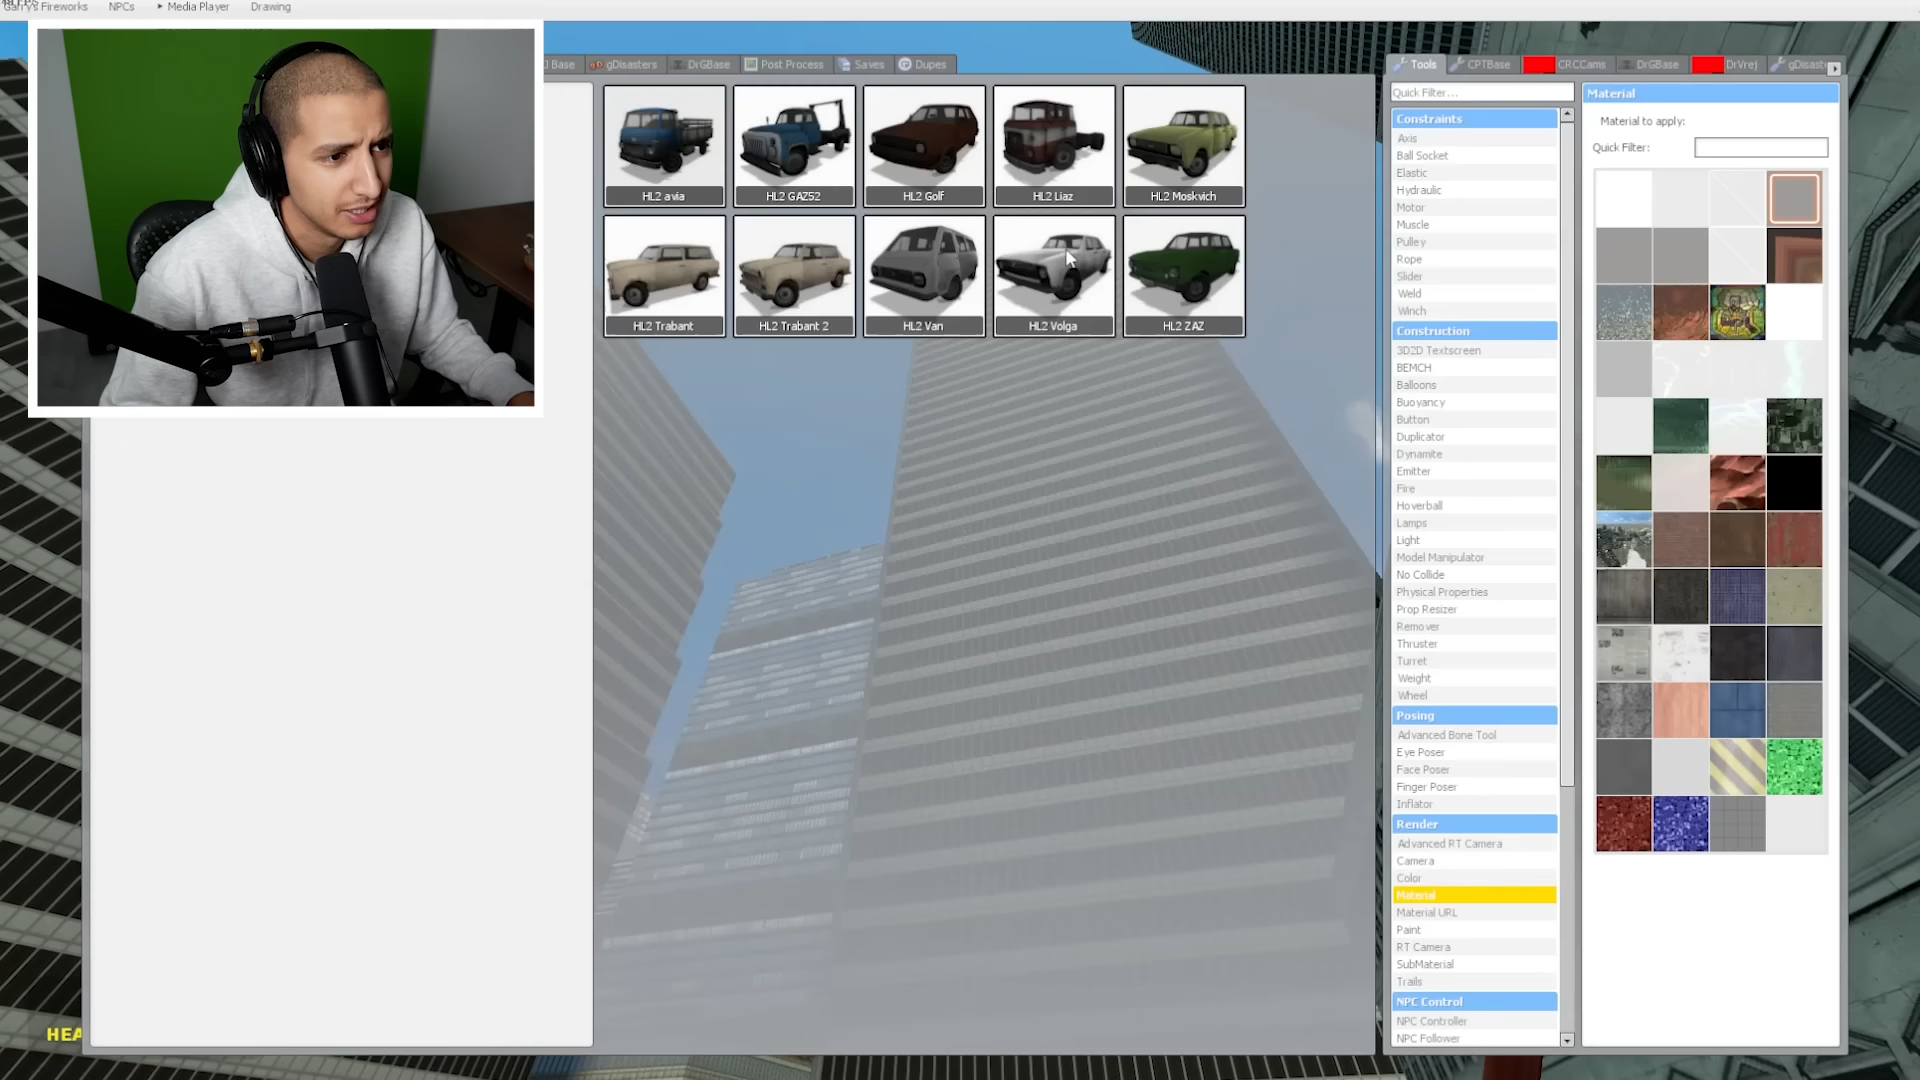 Garry's Fireworks NPCs Media Player Drawing
Base gDisasters DrGBase Post Process Saves Dupes
HL2 avia HL2 GAZ52 HL2 Golf HL2 Liaz HL2 Moskvich
HL2 Trabant HL2 Trabant 2 HL2 Van HL2 Volga HL2 ZAZ
HEA
Tools CPTBase CRCCams DrGBase DrVrej gDisast
Quick Filter...
Constraints
Axis
Ball Socket
Elastic
Hydraulic
Motor
Muscle
Pulley
Rope
Slider
Weld
Winch
Construction
3D2D Textscreen
BEMCH
Balloons
Buoyancy
Button
Duplicator
Dynamite
Emitter
Fire
Hoverball
Lamps
Light
Model Manipulator
No Collide
Physical Properties
Prop Resizer
Remover
Thruster
Turret
Weight
Wheel
Posing
Advanced Bone Tool
Eye Poser
Face Poser
Finger Poser
Inflator
Render
Advanced RT Camera
Camera
Color
Material
Material URL
Paint
RT Camera
SubMaterial
Trails
NPC Control
NPC Controller
NPC Follower
Material
Material to apply:
Quick Filter: